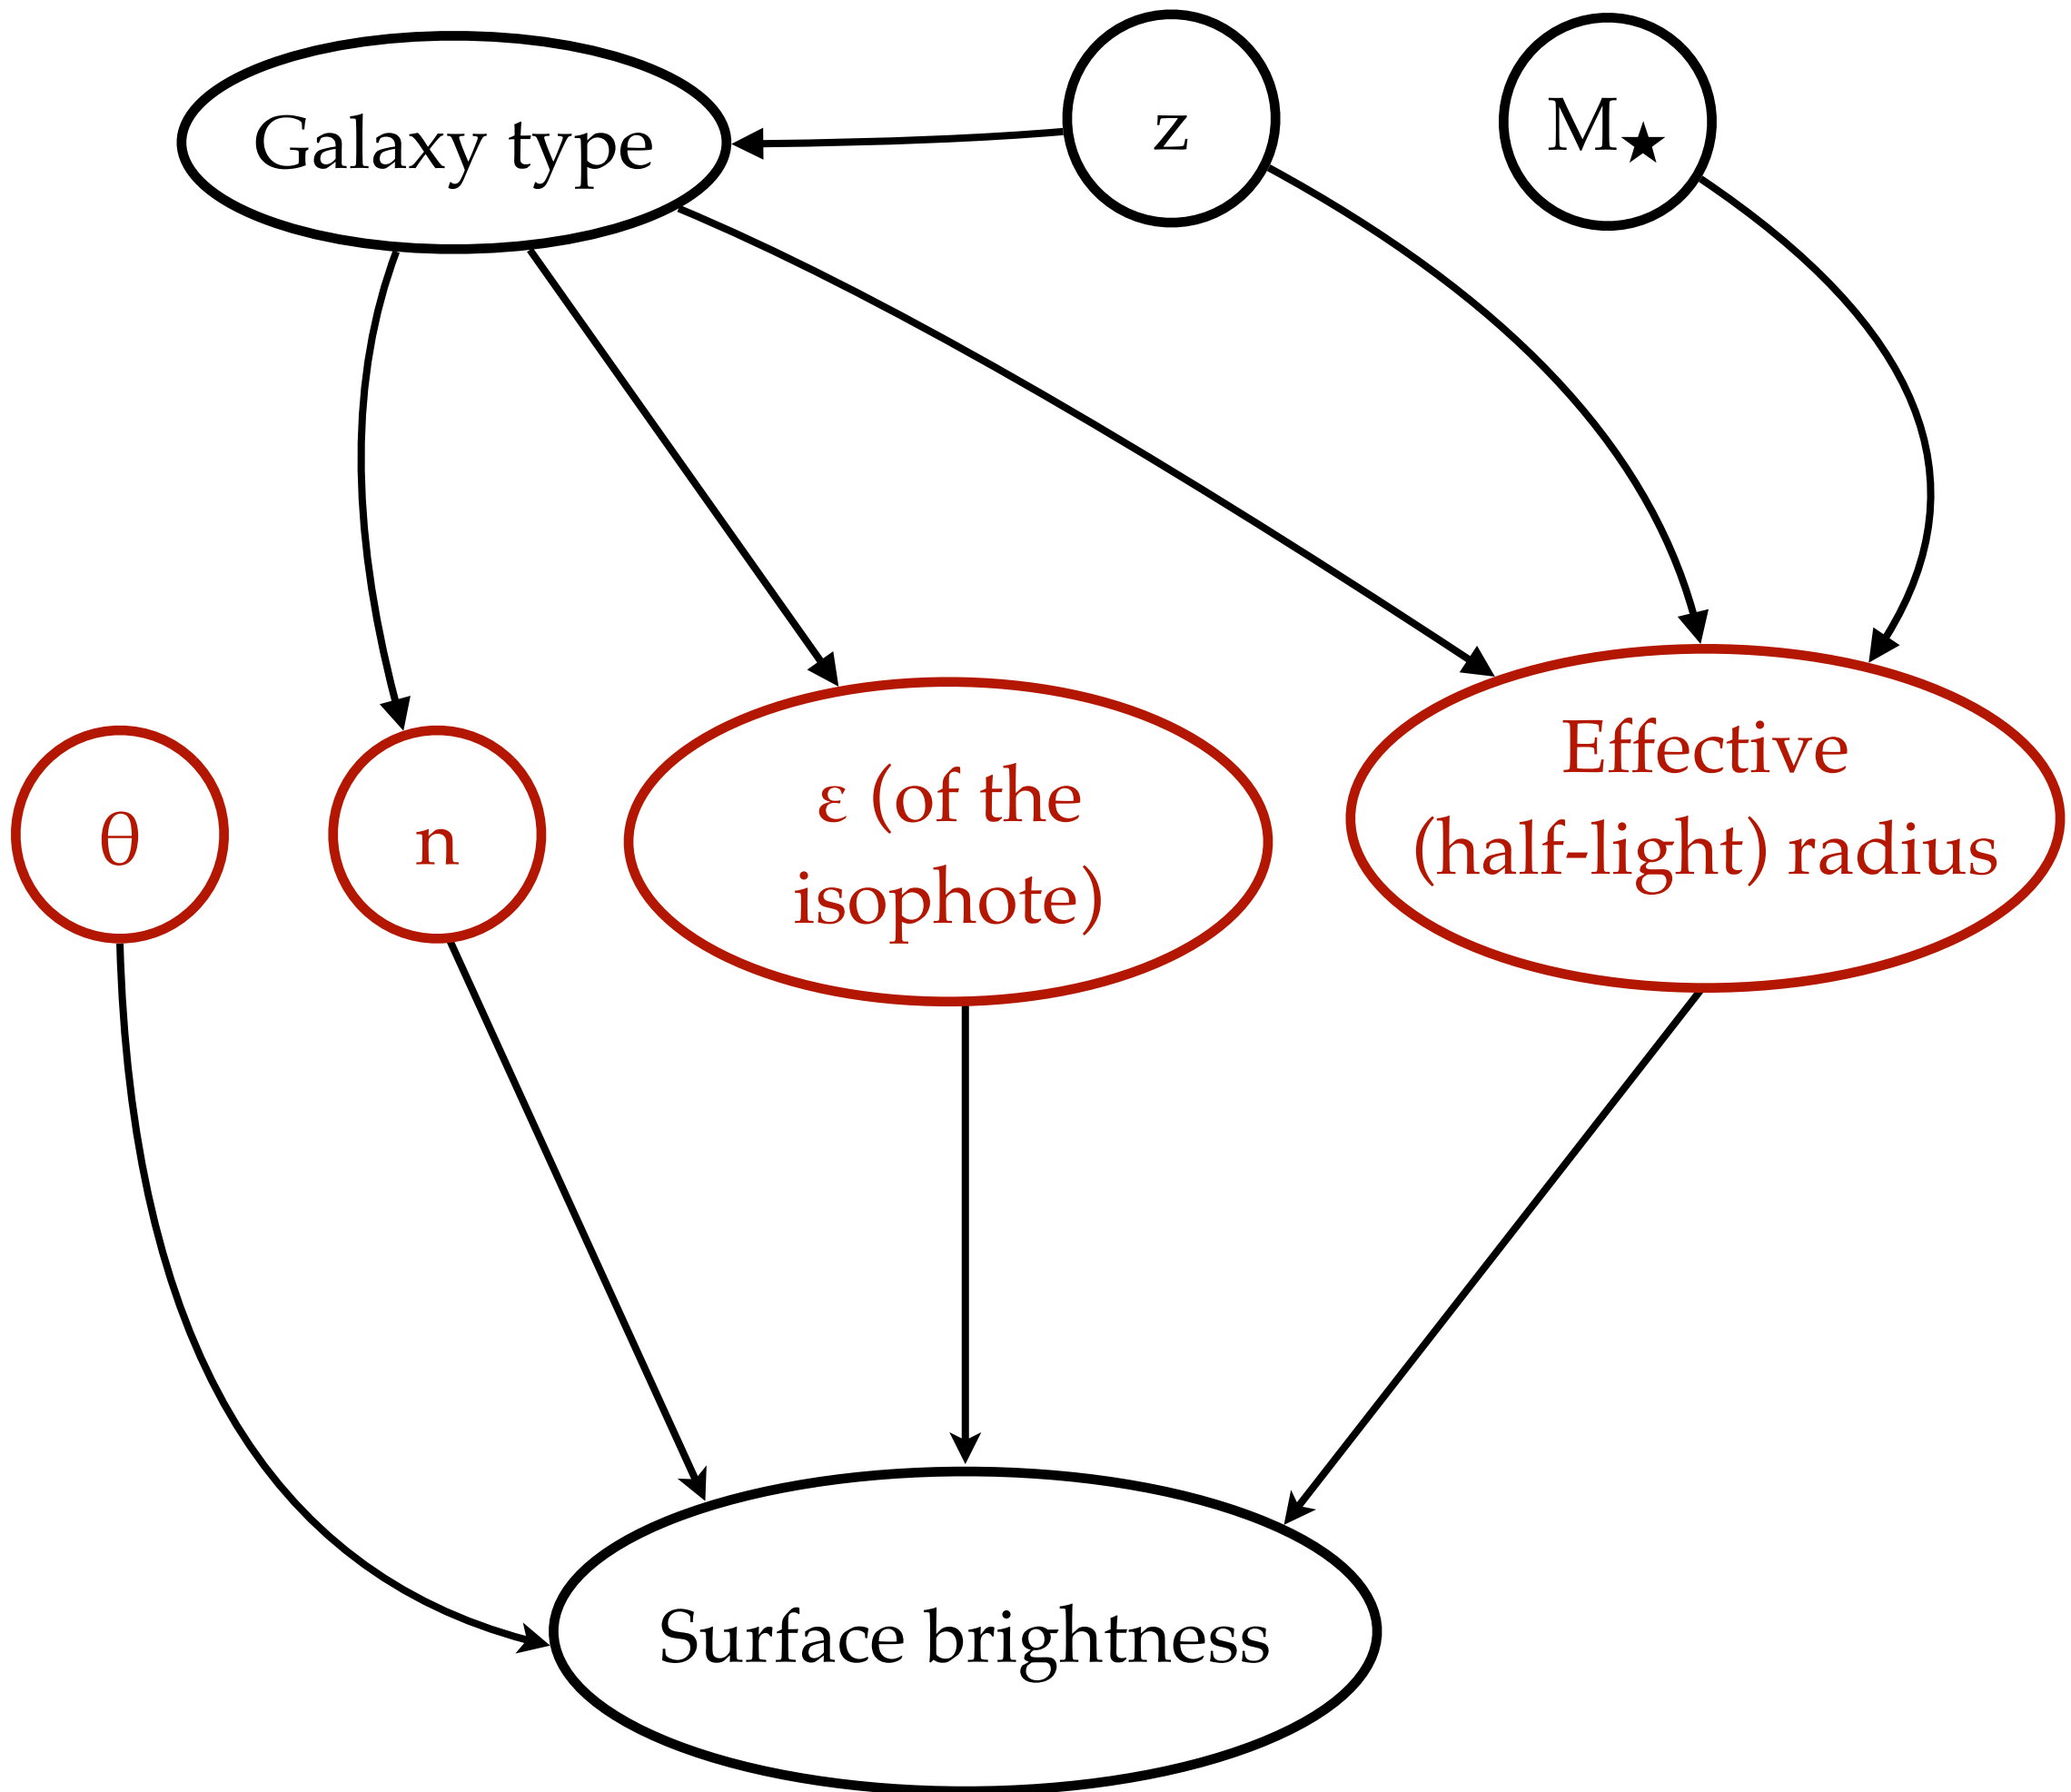 Galaxy type
z
M★
θ
n
ε (of the
isophote)
Effective
(half-light) radius
Surface brightness